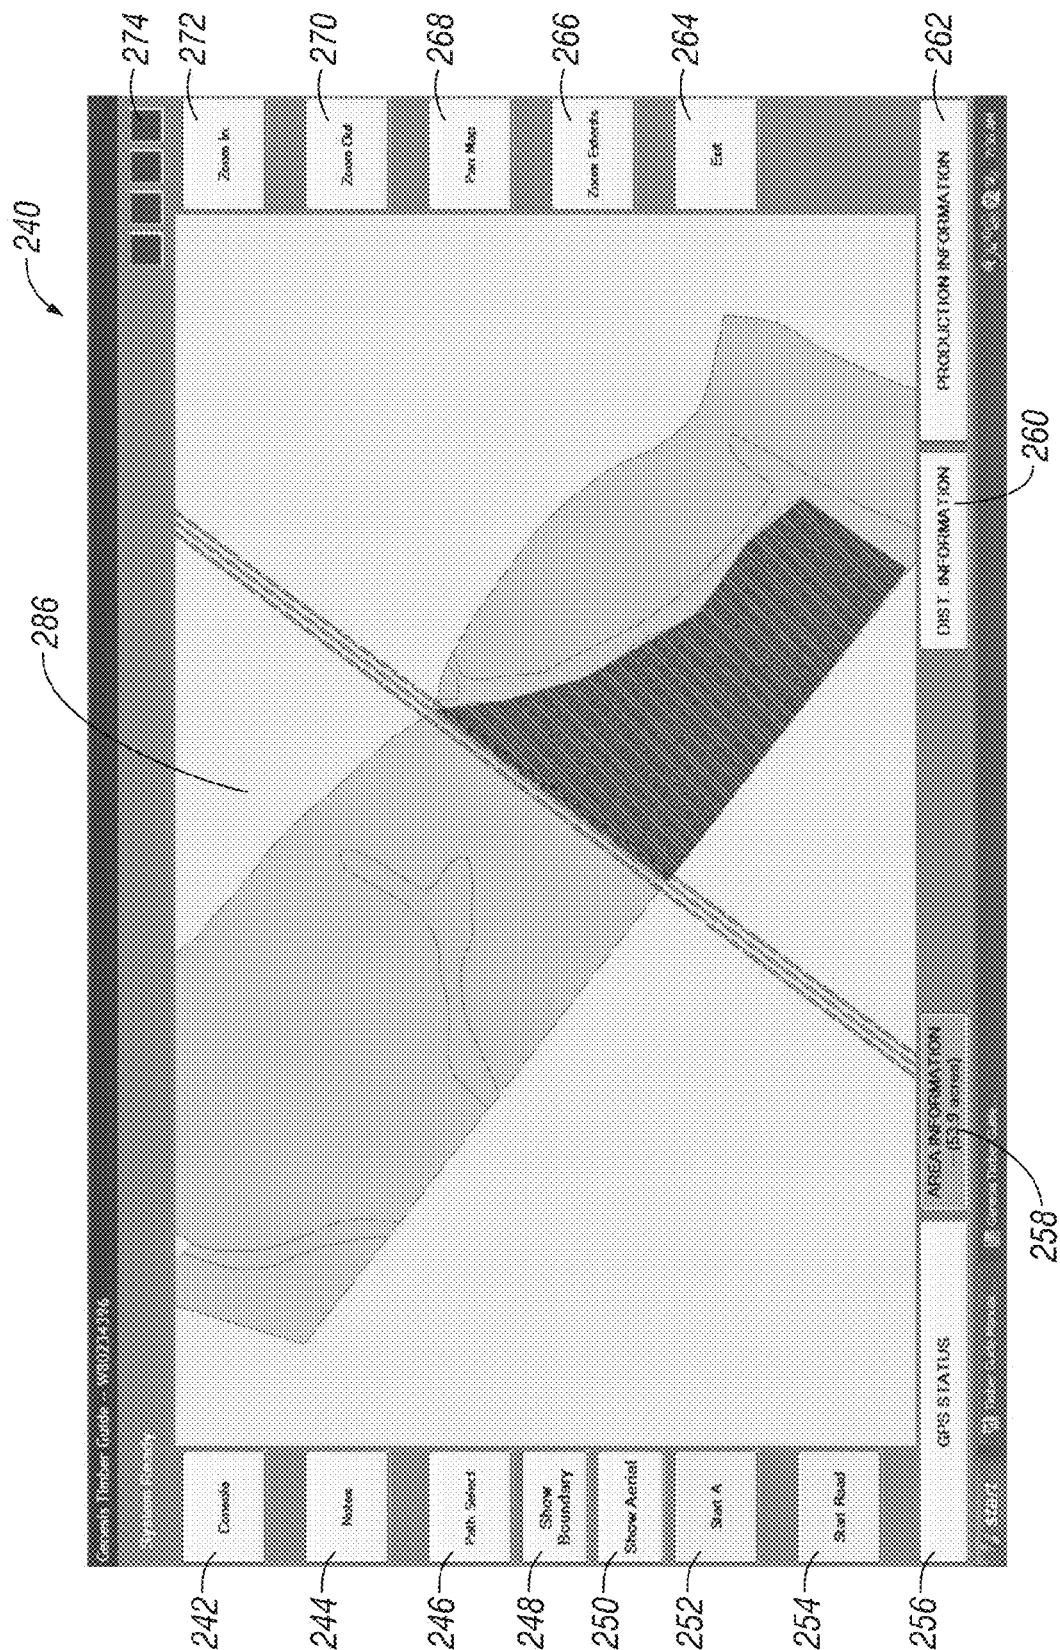 240
274
272
270
268
266
264
262
286
Zoom In
Zoom Out
Pan Map
Zoom Extents
Exit
Console
Notes
Path Select
Show
Boundary
Show Aerial
Start A
Start Road
GPS STATUS
AREA INFORMATION
DIST. INFORMATION
PRODUCTION INFORMATION
242
244
246
248
250
252
254
256
258
260